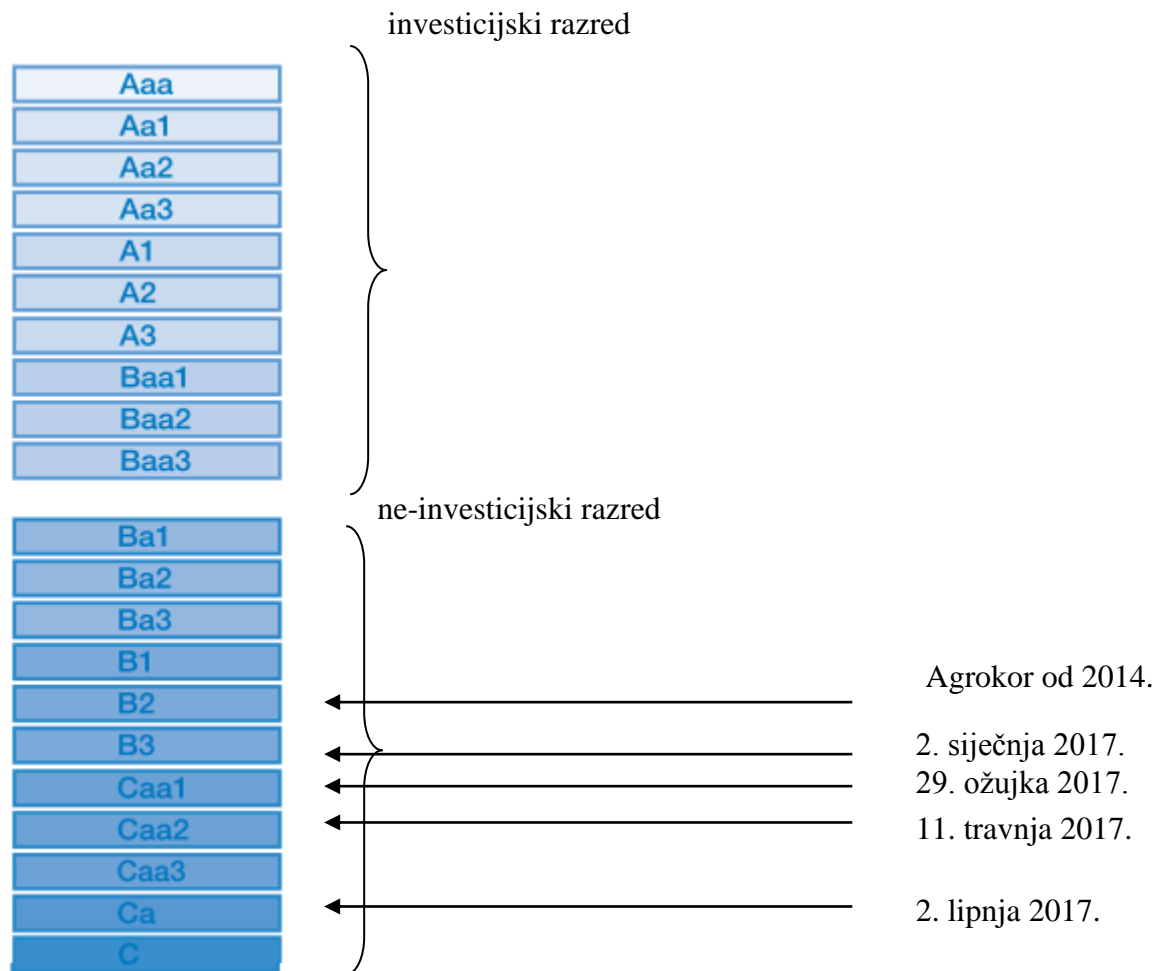 investicijski razred
Aaa
Aa1
Aa2
Aa3
A1
A2
A3
Baa1
Baa2
Baa3
ne-investicijski razred
Ba1
Ba2
Ba3
B1
Agrokor od 2014.
B2
B3
2. siječnja 2017.
Caa1
29. ožujka 2017.
Caa2
11. travnja 2017.
Caa3
Ca
2. lipnja 2017.
C